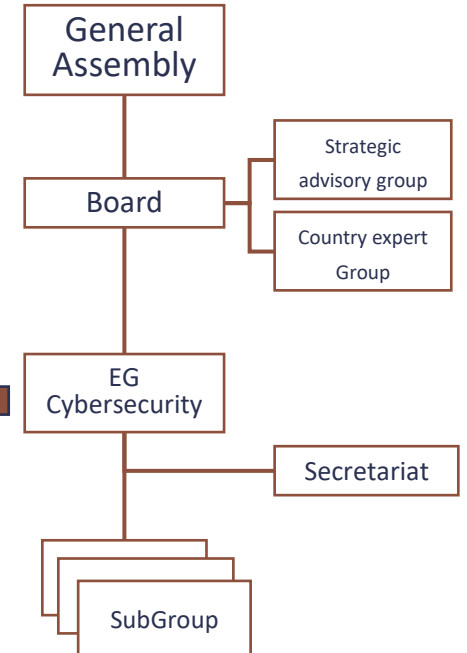 General
Assembly
Board
Strategic
advisory group
Country expert
Group
EG
Cybersecurity
Secretariat
SubGroup